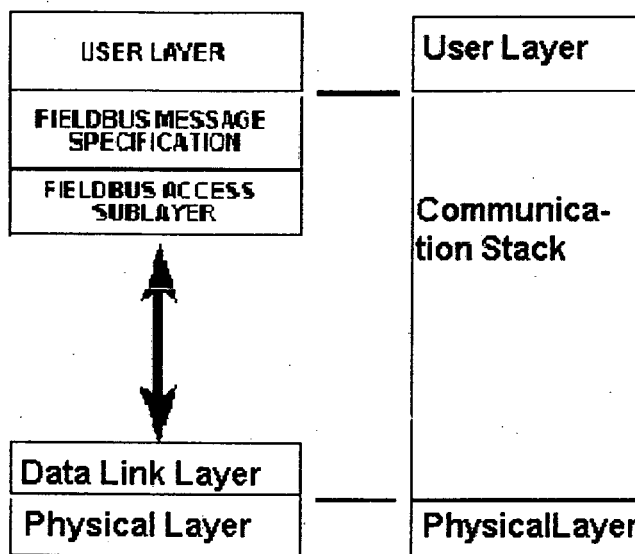 USER LAYER
FIELDBUS MESSAGE
SPECIFICATION
FIELDBUS ACCESS
SUBLAYER
Data Link Layer
Physical Layer
User Layer
Communica-
tion Stack
PhysicalLayer